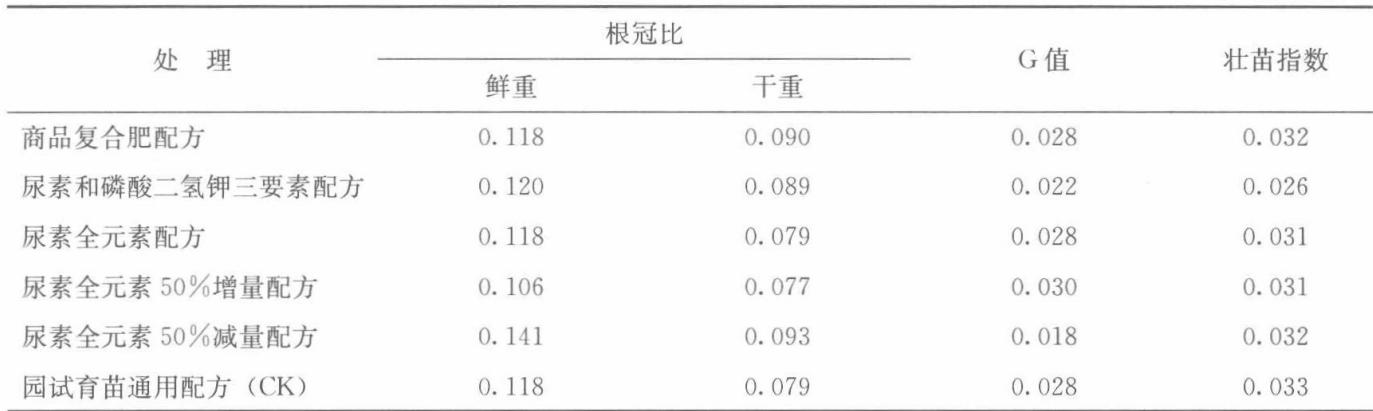 处 理 根冠比 G值 壮苗指数
鲜重 干重
商品复合肥配方 0.118 0.090 0.028 0.032
尿素和磷酸二氢钾三要素配方 0.120 0.089 0.022 0.026
尿素全元素配方 0.118 0.079 0.028 0.031
尿素全元素 50%增量配方 0.106 0.077 0.030 0.031
尿素全元素 50%减量配方 0.141 0.093 0.018 0.032
园试育苗通用配方（CK） 0.118 0.079 0.028 0.033